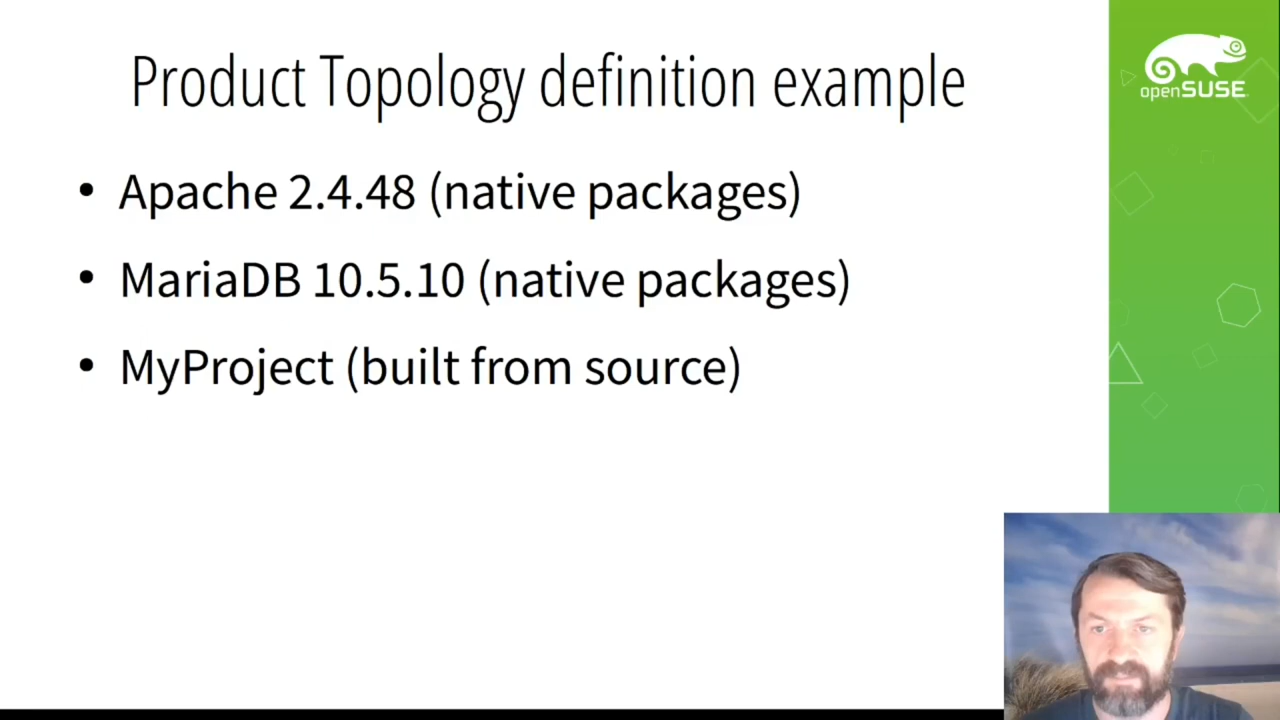 Product Topology definition example
openSUSE
• Apache 2.4.48 (native packages)
• MariaDB 10.5.10 (native packages)
• MyProject (built from source)